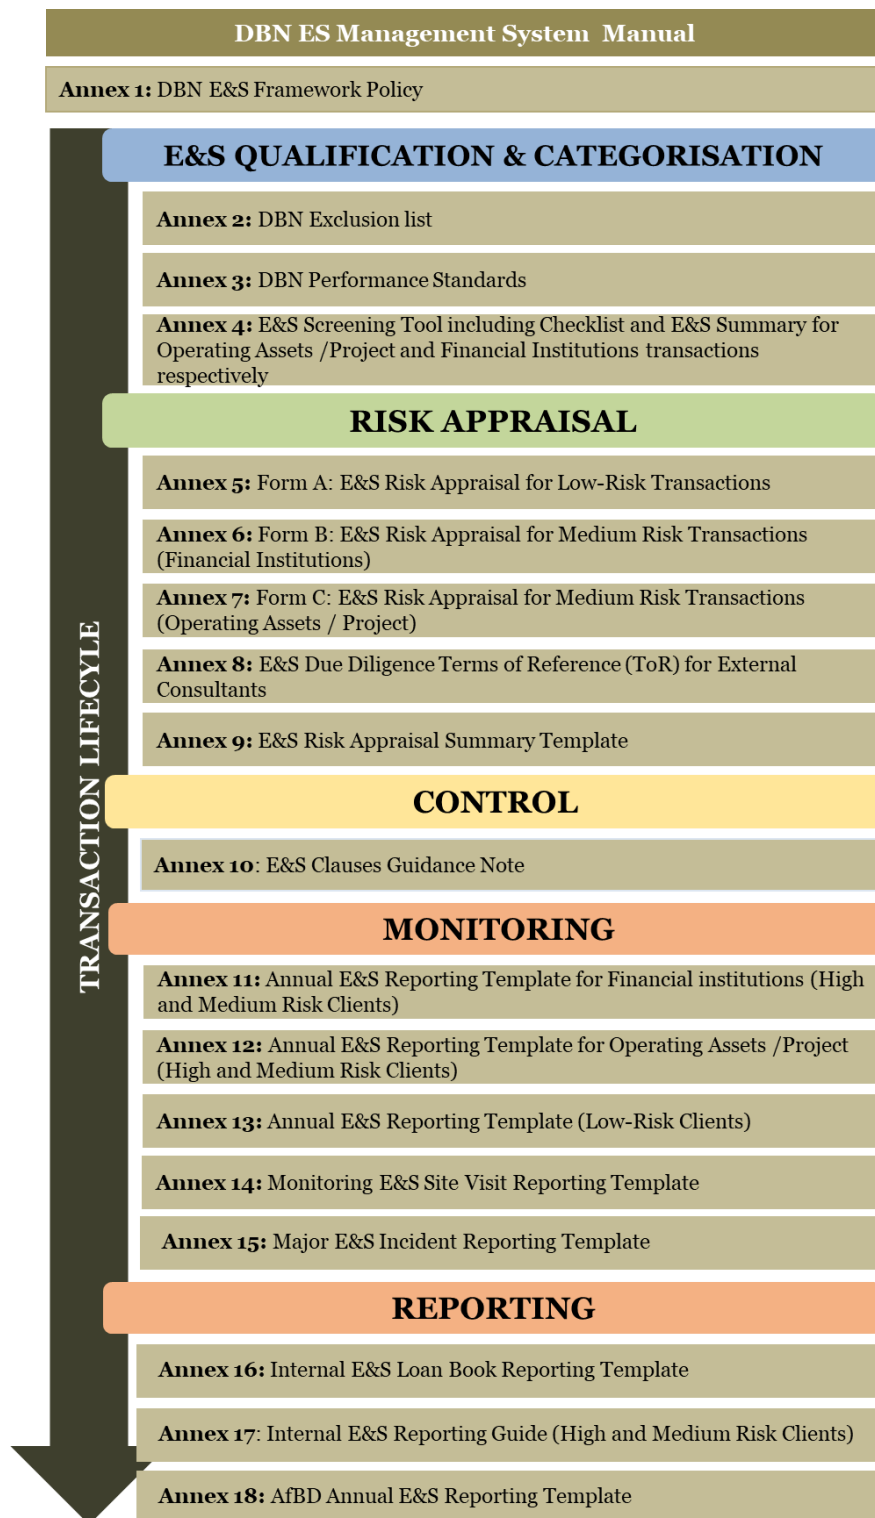 DBN ES Management System Manual
Annex 1: DBN E&S Framework Policy
E&S QUALIFICATION & CATEGORISATION
Annex 2: DBN Exclusion list
Annex 3: DBN Performance Standards
Annex 4: E&S Screening Tool including Checklist and E&S Summary for
Operating Assets /Project and Financial Institutions transactions
respectively
RISK APPRAISAL
Annex 5: Form A: E&S Risk Appraisal for Low-Risk Transactions
Annex 6: Form B: E&S Risk Appraisal for Medium Risk Transactions
(Financial Institutions)
Annex 7: Form C: E&S Risk Appraisal for Medium Risk Transactions
(Operating Assets / Project)
Annex 8: E&S Due Diligence Terms of Reference (ToR) for External
Consultants
Annex 9: E&S Risk Appraisal Summary Template
TRANSACTION LIFECYLE
CONTROL
Annex 10: E&S Clauses Guidance Note
MONITORING
Annex 11: Annual E&S Reporting Template for Financial institutions (High
and Medium Risk Clients)
Annex 12: Annual E&S Reporting Template for Operating Assets /Project
(High and Medium Risk Clients)
Annex 13: Annual E&S Reporting Template (Low-Risk Clients)
Annex 14: Monitoring E&S Site Visit Reporting Template
Annex 15: Major E&S Incident Reporting Template
REPORTING
Annex 16: Internal E&S Loan Book Reporting Template
Annex 17: Internal E&S Reporting Guide (High and Medium Risk Clients)
Annex 18: AfBD Annual E&S Reporting Template